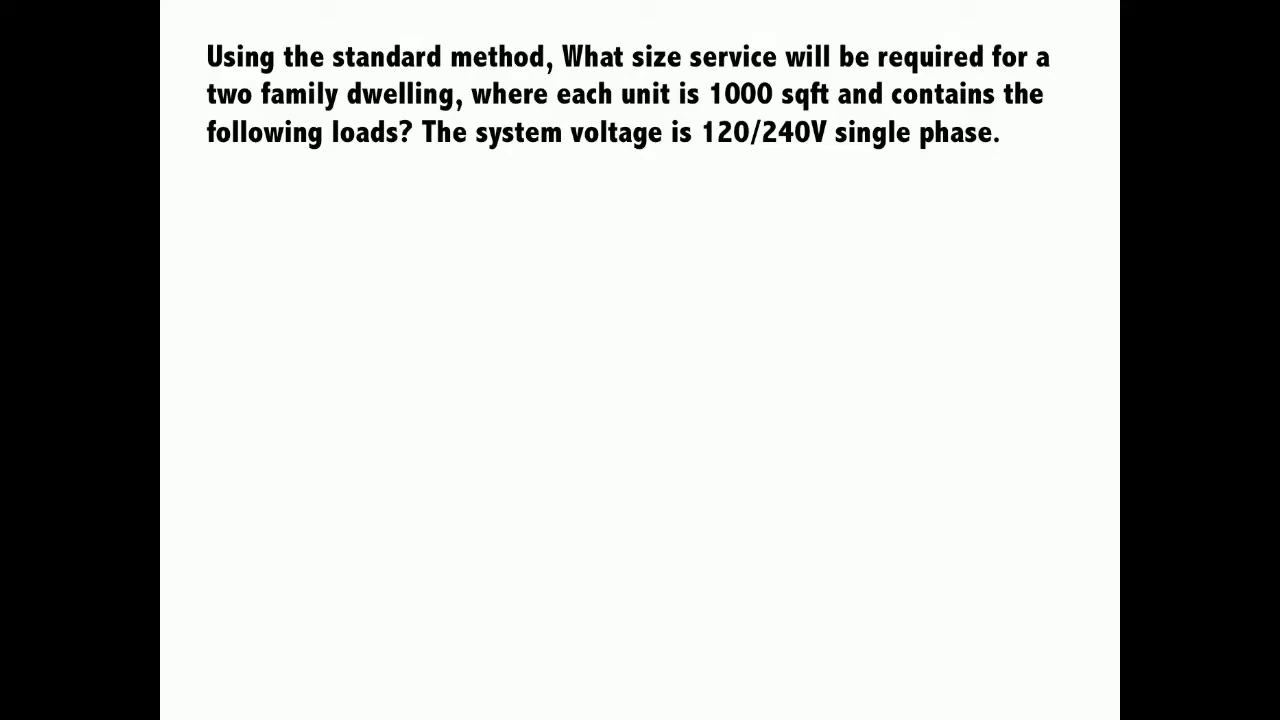 Using the standard method, What size service will be required for a
two family dwelling, where each unit is 1000 sqft and contains the
following loads? The system voltage is 120/240V single phase.